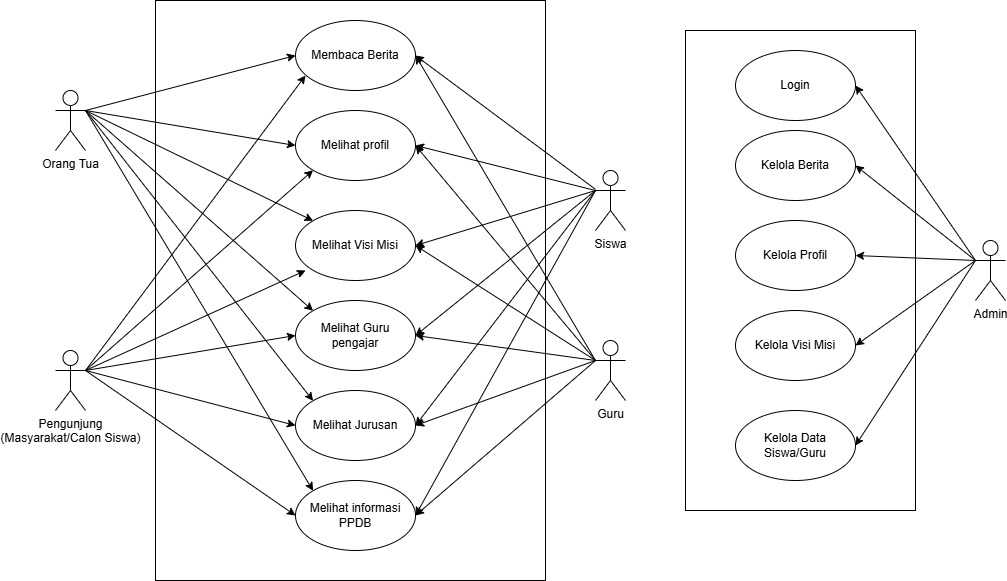 Membaca Berita
Melihat profil
Melihat Visi Misi
Melihat Guru
pengajar
Melihat Jurusan
Melihat informasi
PPDB
Orang Tua
Pengunjung
(Masyarakat/Calon Siswa)
Siswa
Guru
Login
Kelola Berita
Kelola Profil
Kelola Visi Misi
Kelola Data
Siswa/Guru
Admin